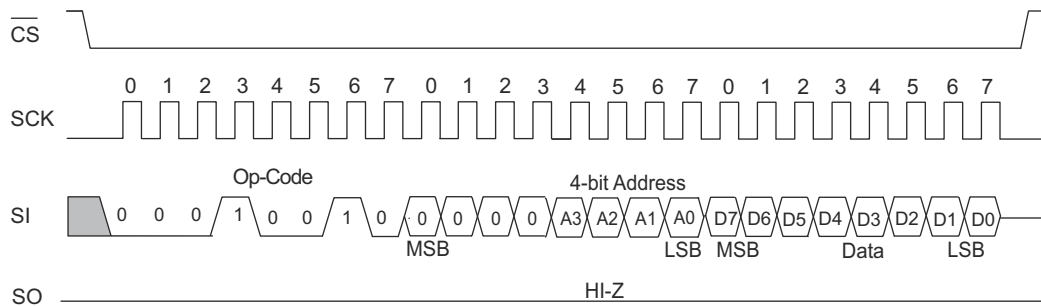 CS
0 1 2 3 4 5 6 7 0 1 2 3 4 5 6 7 0 1 2 3 4 5 6 7
SCK
Op-Code 4-bit Address
SI 0 0 0 1 0 0 1 0 0 0 0 0 A3 A2 A1 A0 D7 D6 D5 D4 D3 D2 D1 D0
MSB LSB MSB Data LSB
HI-Z
SO